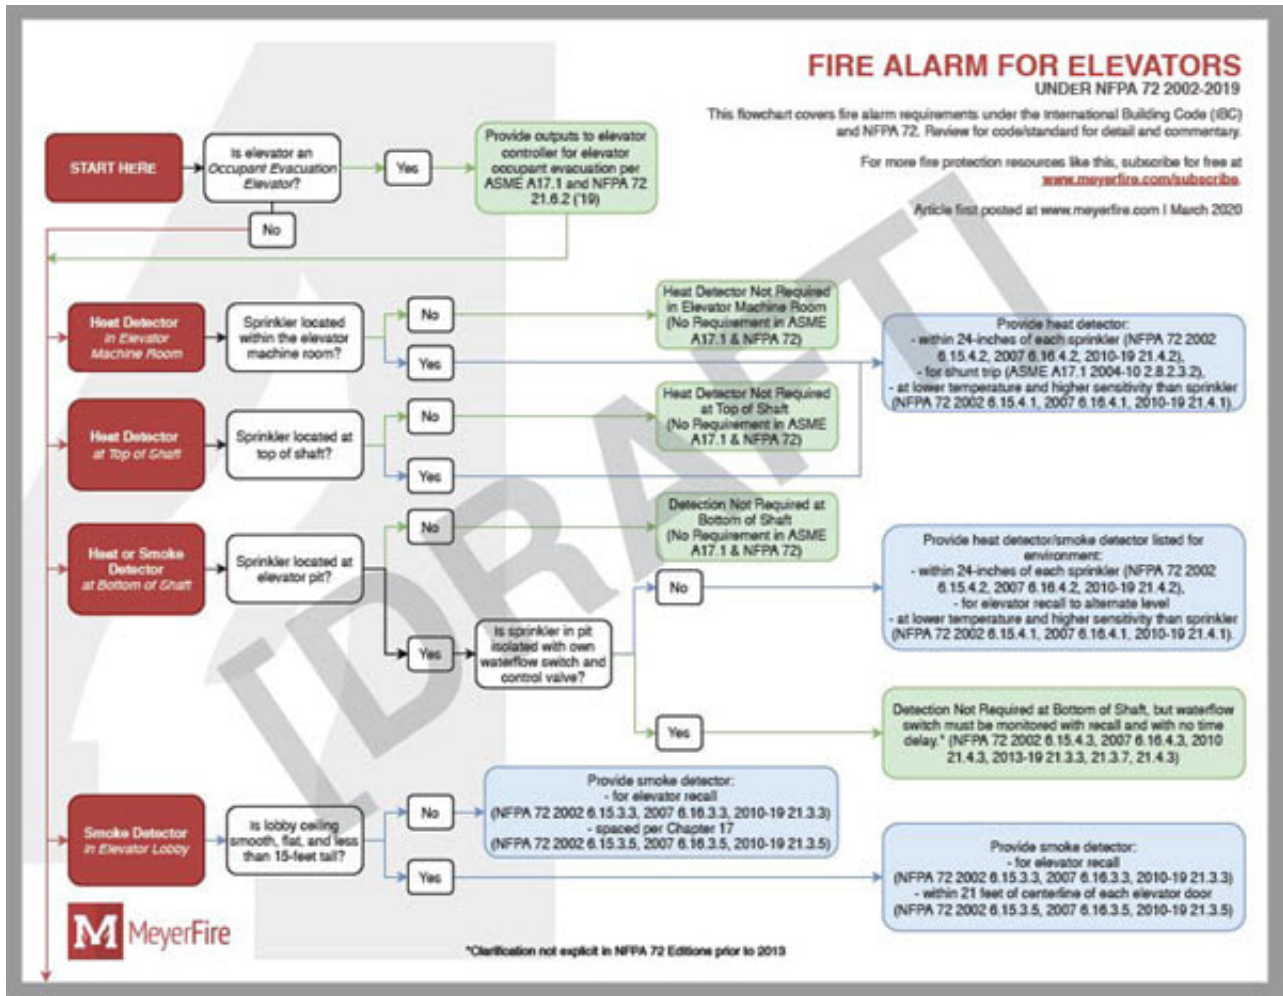 FIRE ALARM FOR ELEVATORS
UNDER NFPA 72 2002-2019
This flowchart covers fire alarm requirements under the International Building Code (IBC)
and NFPA 72. Review for code/standard for detail and commentary.
For more fire protection resources like this, subscribe for free at
www.meyerfire.com/subscribe.
Article first posted at www.meyerfire.com | March 2020
START HERE
Is elevator an
Occupant Evacuation
Elevator?
Yes
Provide outputs to elevator
controller for elevator
occupant evacuation per
ASME A17.1 and NFPA 72
21.6.2 ('19)
No
Heat Detector
in Elevator
Machine Room
Sprinkler located
within the elevator
machine room?
No
Yes
Heat Detector Not Required
in Elevator Machine Room
(No Requirement in ASME
A17.1 & NFPA 72)
Provide heat detector:
- within 24-inches of each sprinkler (NFPA 72 2002
6.15.4.2, 2007 6.16.4.2, 2010-19 21.4.2),
- for shunt trip (ASME A17.1 2004-10 2.8.2.3.2),
- at lower temperature and higher sensitivity than sprinkler
(NFPA 72 2002 6.15.4.1, 2007 6.16.4.1, 2010-19 21.4.1).
Heat Detector
at Top of Shaft
Sprinkler located at
top of shaft?
No
Yes
Heat Detector Not Required
at Top of Shaft
(No Requirement in ASME
A17.1 & NFPA 72)
Heat or Smoke
Detector
at Bottom of Shaft
Sprinkler located at
elevator pit?
No
Detection Not Required at
Bottom of Shaft
(No Requirement in ASME
A17.1 & NFPA 72)
Yes
Is sprinkler in pit
isolated with own
waterflow switch and
control valve?
No
Provide heat detector/smoke detector listed for
environment:
- within 24-inches of each sprinkler (NFPA 72 2002
6.15.4.2, 2007 6.16.4.2, 2010-19 21.4.2),
- for elevator recall to alternate level
- at lower temperature and higher sensitivity than sprinkler
(NFPA 72 2002 6.15.4.1, 2007 6.16.4.1, 2010-19 21.4.1).
Yes
Detection Not Required at Bottom of Shaft, but waterflow
switch must be monitored with recall and with no time
delay.* (NFPA 72 2002 6.15.4.3, 2007 6.16.4.3, 2010
21.4.3, 2013-19 21.3.3, 21.3.7, 21.4.3)
Smoke Detector
in Elevator Lobby
Is lobby ceiling
smooth, flat, and less
than 15-feet tall?
No
Provide smoke detector:
- for elevator recall
(NFPA 72 2002 6.15.3.3, 2007 6.16.3.3, 2010-19 21.3.3)
- spaced per Chapter 17
(NFPA 72 2002 6.15.3.5, 2007 6.16.3.5, 2010-19 21.3.5)
Yes
Provide smoke detector:
- for elevator recall
(NFPA 72 2002 6.15.3.3, 2007 6.16.3.3, 2010-19 21.3.3)
- within 21 feet of centerline of each elevator door
(NFPA 72 2002 6.15.3.5, 2007 6.16.3.5, 2010-19 21.3.5)
[DRAFT]
M MeyerFire
*Clarification not explicit in NFPA 72 Editions prior to 2013